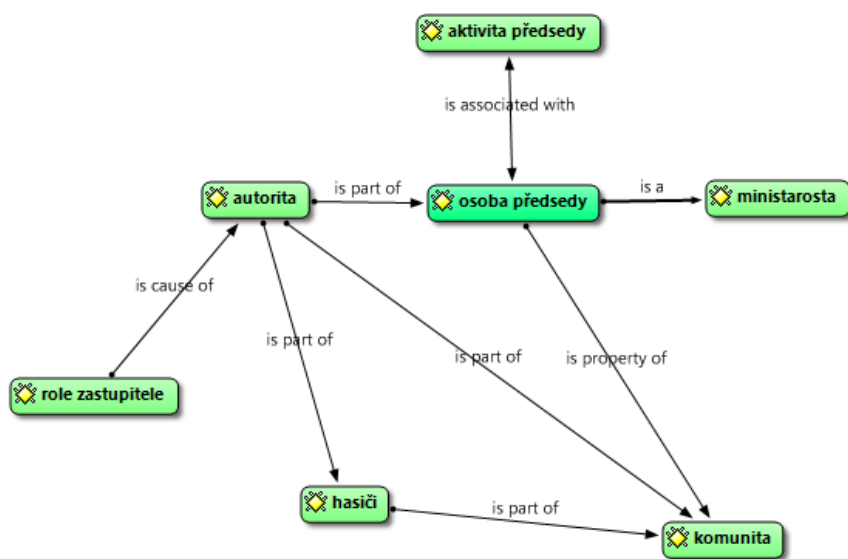 aktivita předsedy
is associated with
autorita
is part of
osoba předsedy
is a
ministarosta
is cause of
is part of
is part of
is property of
role zastupitele
hasiči
is part of
komunita